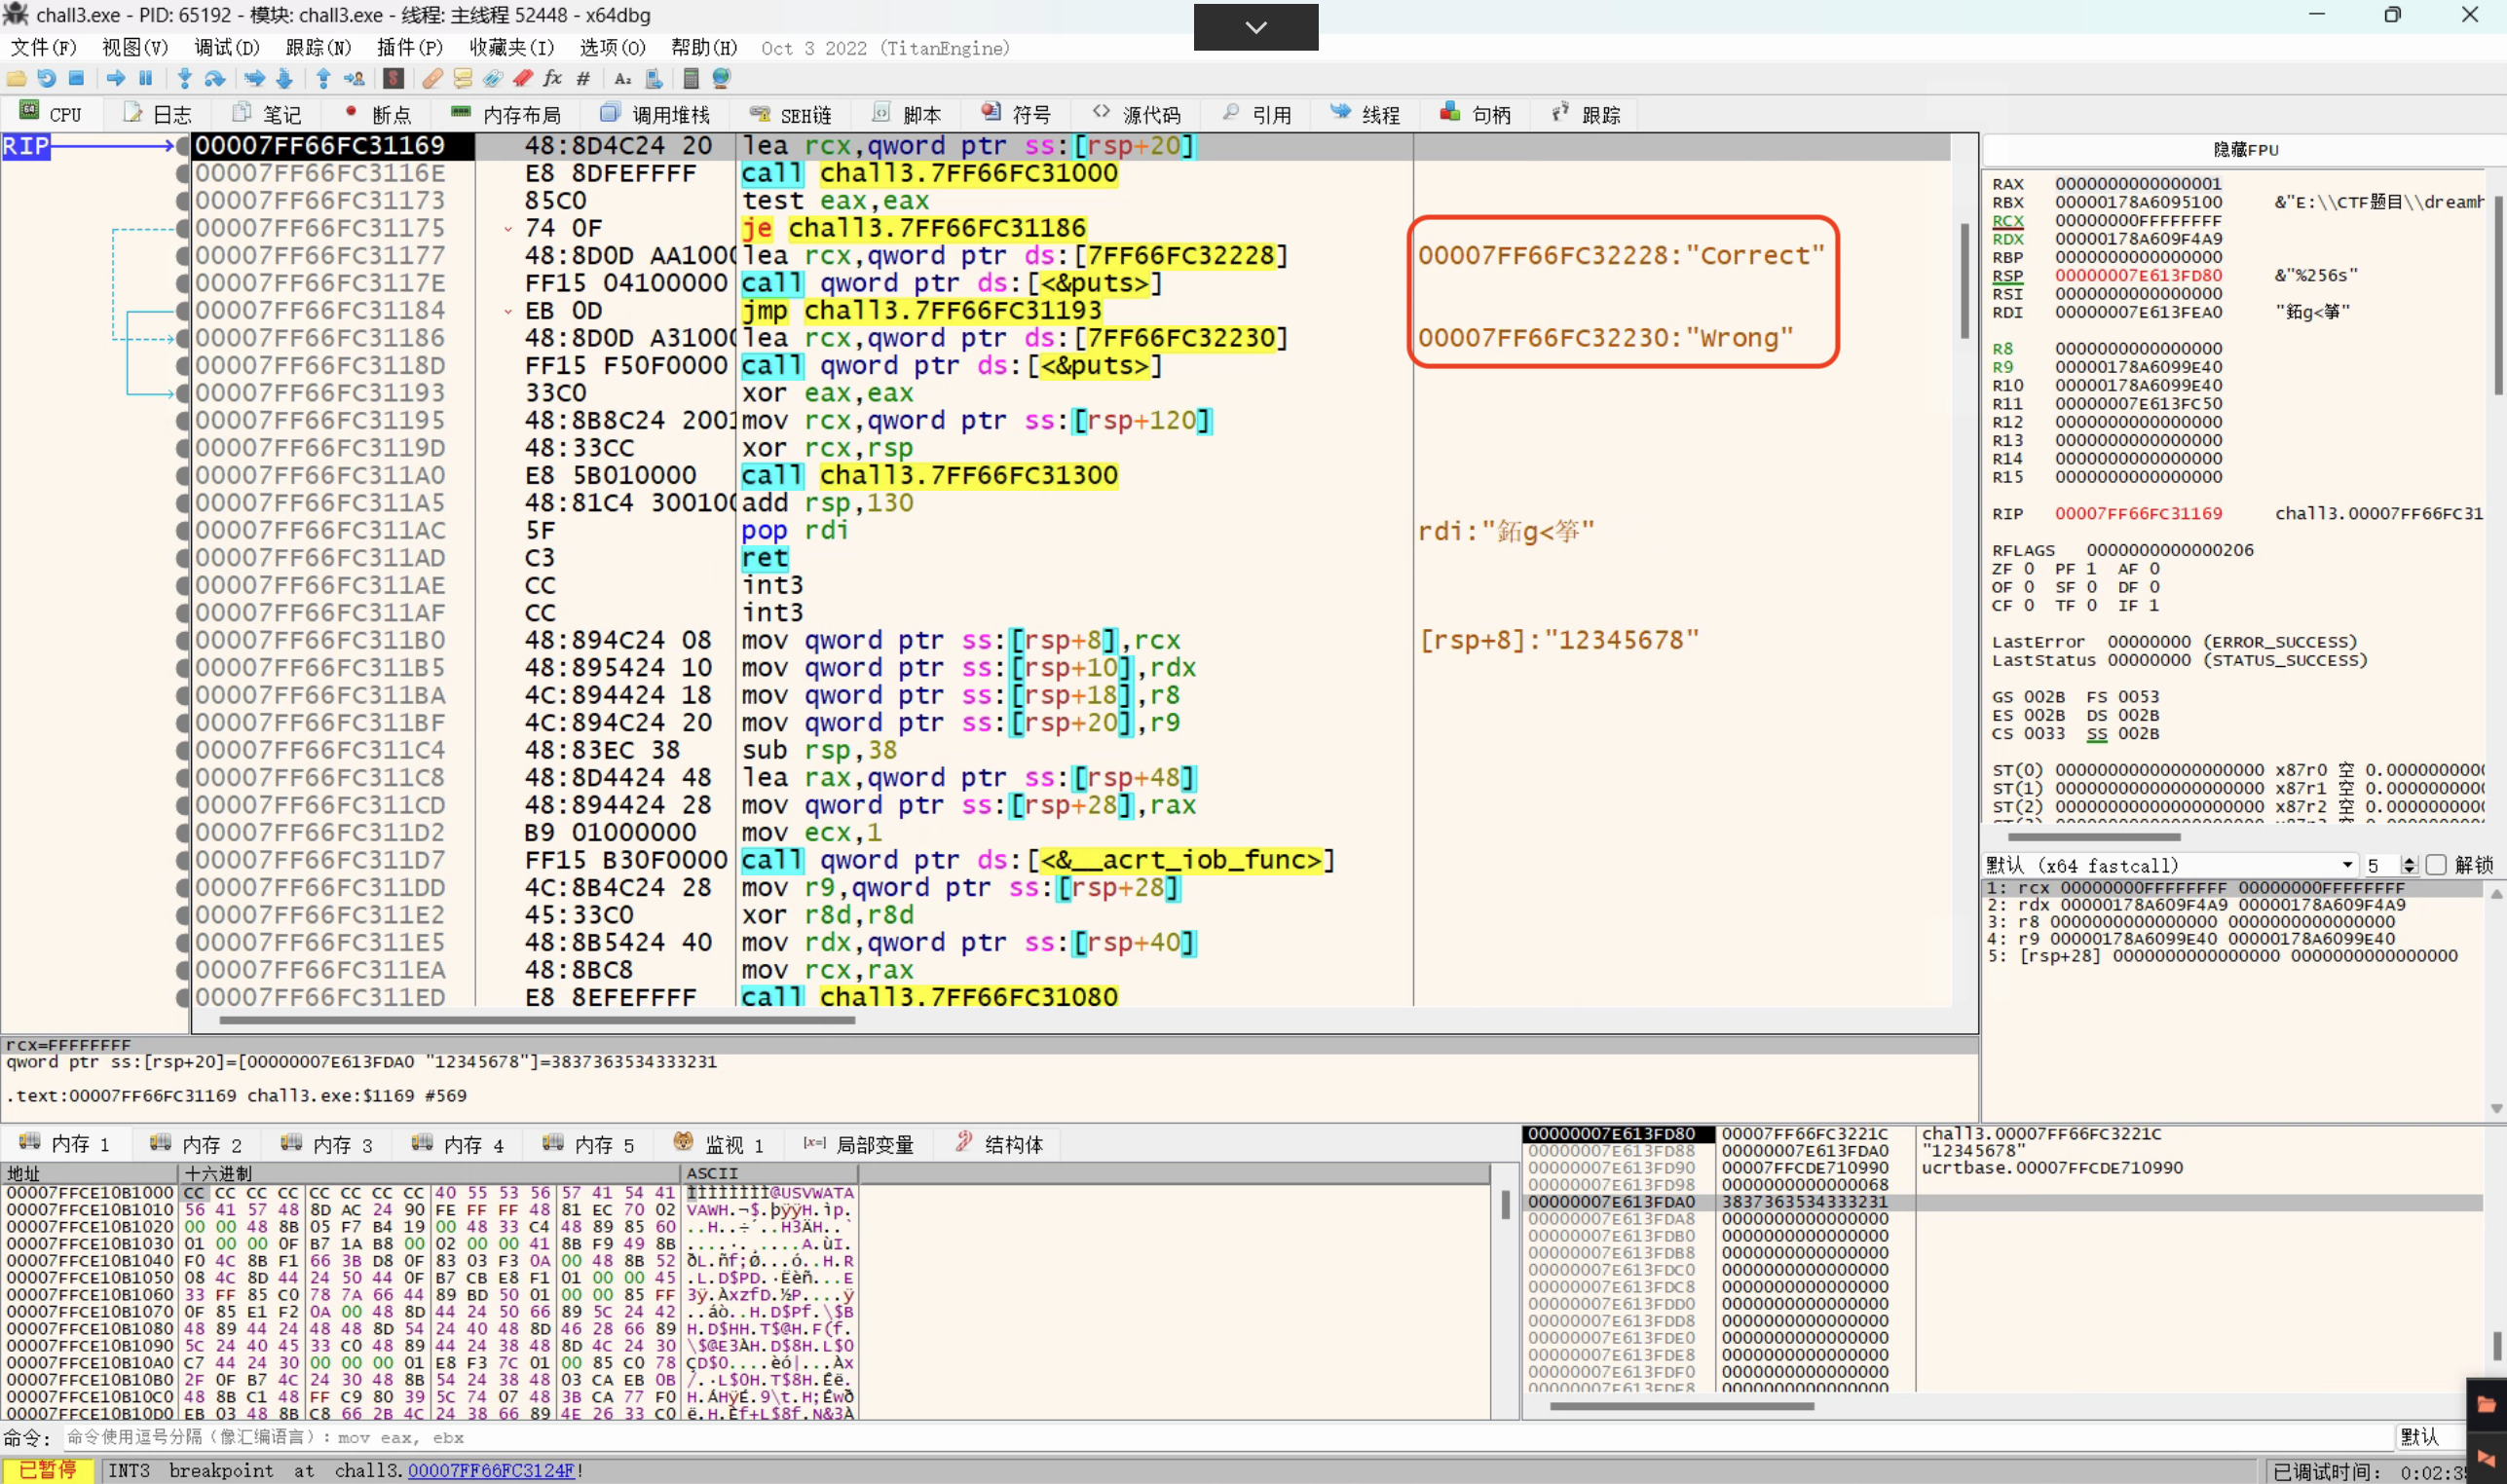 chall3.exe - PID: 65192 - 模块: chall3.exe - 线程: 主线程 52448 - x64dbg
文件(F) 视图(V) 调试(D) 跟踪(N) 插件(P) 收藏夹(I) 选项(O) 帮助(H) Oct 3 2022 (TitanEngine)
CPU 日志 笔记 断点 内存布局 调用堆栈 SEH链 脚本 符号 源代码 引用 线程 句柄 跟踪
RIP 00007FF66FC31169 48:8D4C24 20 lea rcx,qword ptr ss:[rsp+20]
00007FF66FC3116E E8 8DFEFFFF call chall3.7FF66FC31000
00007FF66FC31173 85C0 test eax,eax
00007FF66FC31175 74 0F je chall3.7FF66FC31186
00007FF66FC31177 48:8D0D AA1000 lea rcx,qword ptr ds:[7FF66FC32228] 00007FF66FC32228:"Correct"
00007FF66FC3117E FF15 04100000 call qword ptr ds:[<&puts>]
00007FF66FC31184 EB 0D jmp chall3.7FF66FC31193
00007FF66FC31186 48:8D0D A31000 lea rcx,qword ptr ds:[7FF66FC32230] 00007FF66FC32230:"Wrong"
00007FF66FC3118D FF15 F50F0000 call qword ptr ds:[<&puts>]
00007FF66FC31193 33C0 xor eax,eax
00007FF66FC31195 48:8B8C24 2001 mov rcx,qword ptr ss:[rsp+120]
00007FF66FC3119D 48:33CC xor rcx,rsp
00007FF66FC311A0 E8 5B010000 call chall3.7FF66FC31300
00007FF66FC311A5 48:81C4 300100 add rsp,130
00007FF66FC311AC 5F pop rdi rdi:"鉐g<筝"
00007FF66FC311AD C3 ret
00007FF66FC311AE CC int3
00007FF66FC311AF CC int3
00007FF66FC311B0 48:894C24 08 mov qword ptr ss:[rsp+8],rcx [rsp+8]:"12345678"
00007FF66FC311B5 48:895424 10 mov qword ptr ss:[rsp+10],rdx
00007FF66FC311BA 4C:894424 18 mov qword ptr ss:[rsp+18],r8
00007FF66FC311BF 4C:894C24 20 mov qword ptr ss:[rsp+20],r9
00007FF66FC311C4 48:83EC 38 sub rsp,38
00007FF66FC311C8 48:8D4424 48 lea rax,qword ptr ss:[rsp+48]
00007FF66FC311CD 48:894424 28 mov qword ptr ss:[rsp+28],rax
00007FF66FC311D2 B9 01000000 mov ecx,1
00007FF66FC311D7 FF15 B30F0000 call qword ptr ds:[<&__acrt_iob_func>]
00007FF66FC311DD 4C:8B4C24 28 mov r9,qword ptr ss:[rsp+28]
00007FF66FC311E2 45:33C0 xor r8d,r8d
00007FF66FC311E5 48:8B5424 40 mov rdx,qword ptr ss:[rsp+40]
00007FF66FC311EA 48:8BC8 mov rcx,rax
00007FF66FC311ED E8 8EFEFFFF call chall3.7FF66FC31080
隐藏FPU
RAX 0000000000000001
RBX 00000178A6095100 &"E:\\CTF题目\\dreamh
RCX 00000000FFFFFFFF
RDX 00000178A609F4A9
RBP 0000000000000000
RSP 00000007E613FD80 &"%256s"
RSI 0000000000000000
RDI 00000007E613FEA0 "鉐g<筝"
R8 0000000000000000
R9 00000178A6099E40
R10 00000178A6099E40
R11 00000007E613FC50
R12 0000000000000000
R13 0000000000000000
R14 0000000000000000
R15 0000000000000000
RIP 00007FF66FC31169 chall3.00007FF66FC31
RFLAGS 0000000000000206
ZF 0 PF 1 AF 0
OF 0 SF 0 DF 0
CF 0 TF 0 IF 1
LastError 00000000 (ERROR_SUCCESS)
LastStatus 00000000 (STATUS_SUCCESS)
GS 002B FS 0053
ES 002B DS 002B
CS 0033 SS 002B
ST(0) 00000000000000000000 x87r0 空 0.0000000000
ST(1) 00000000000000000000 x87r1 空 0.0000000000
ST(2) 00000000000000000000 x87r2 空 0.0000000000
默认 (x64 fastcall) 5 解锁
1: rcx 00000000FFFFFFFF 00000000FFFFFFFF
2: rdx 00000178A609F4A9 00000178A609F4A9
3: r8 0000000000000000 0000000000000000
4: r9 00000178A6099E40 00000178A6099E40
5: [rsp+28] 0000000000000000 0000000000000000
rcx=FFFFFFFF
qword ptr ss:[rsp+20]=[00000007E613FDA0 "12345678"]=3837363534333231
.text:00007FF66FC31169 chall3.exe:$1169 #569
内存 1 内存 2 内存 3 内存 4 内存 5 监视 1 局部变量 结构体
地址 十六进制 ASCII
00007FFCE10B1000 CC CC CC CC CC CC CC CC 40 55 53 56 57 41 54 41 ÌÌÌÌÌÌÌÌ@USVWATA
00007FFCE10B1010 56 41 57 48 8D AC 24 90 FE FF FF 48 81 EC 70 02 VAWH.¬$.þÿÿH.ìp.
00007FFCE10B1020 00 00 48 8B 05 F7 B4 19 00 48 33 C4 48 89 85 60 ..H..÷´..H3ÄH..`
00007FFCE10B1030 01 00 00 0F B7 1A B8 00 02 00 00 41 8B F9 49 8B ....·.¸....A.ùI.
00007FFCE10B1040 F0 4C 8B F1 66 3B D8 0F 83 03 F3 0A 00 48 8B 52 ðL.ñf;Ø...ó..H.R
00007FFCE10B1050 08 4C 8D 44 24 50 44 0F B7 CB E8 F1 01 00 00 45 .L.D$PD.·Ëèñ...E
00007FFCE10B1060 33 FF 85 C0 78 7A 66 44 89 BD 50 01 00 00 85 FF 3ÿ.ÀxzfD.½P....ÿ
00007FFCE10B1070 0F 85 E1 F2 0A 00 48 8D 44 24 50 66 89 5C 24 42 ..áò..H.D$Pf.\$B
00007FFCE10B1080 48 89 44 24 48 48 8D 54 24 40 48 8D 46 28 66 89 H.D$HH.T$@H.F(f.
00007FFCE10B1090 5C 24 40 45 33 C0 48 89 44 24 38 48 8D 4C 24 30 \$@E3ÀH.D$8H.L$0
00007FFCE10B10A0 C7 44 24 30 00 00 00 01 E8 F3 7C 01 00 85 C0 78 ÇD$0....èó|...Àx
00007FFCE10B10B0 2F 0F B7 4C 24 30 48 8B 54 24 38 48 03 CA EB 0B /.·L$0H.T$8H.Êë.
00007FFCE10B10C0 48 8B C1 48 FF C9 80 39 5C 74 07 48 3B CA 77 F0 H.ÁHÿÉ.9\t.H;Êwð
00007FFCE10B10D0 EB 03 48 8B C8 66 2B 4C 24 38 66 89 4E 26 33 C0 ë.H.Èf+L$8f.N&3À
00000007E613FD80 00007FF66FC3221C chall3.00007FF66FC3221C
00000007E613FD88 00000007E613FDA0 "12345678"
00000007E613FD90 00007FFCDE710990 ucrtbase.00007FFCDE710990
00000007E613FD98 0000000000000068
00000007E613FDA0 3837363534333231
00000007E613FDA8 0000000000000000
00000007E613FDB0 0000000000000000
00000007E613FDB8 0000000000000000
00000007E613FDC0 0000000000000000
00000007E613FDC8 0000000000000000
00000007E613FDD0 0000000000000000
00000007E613FDD8 0000000000000000
00000007E613FDE0 0000000000000000
00000007E613FDE8 0000000000000000
00000007E613FDF0 0000000000000000
命令: 命令使用逗号分隔（像汇编语言）: mov eax, ebx 默认
已暂停 INT3 breakpoint at chall3.00007FF66FC3124F! 已调试时间: 0:02:3